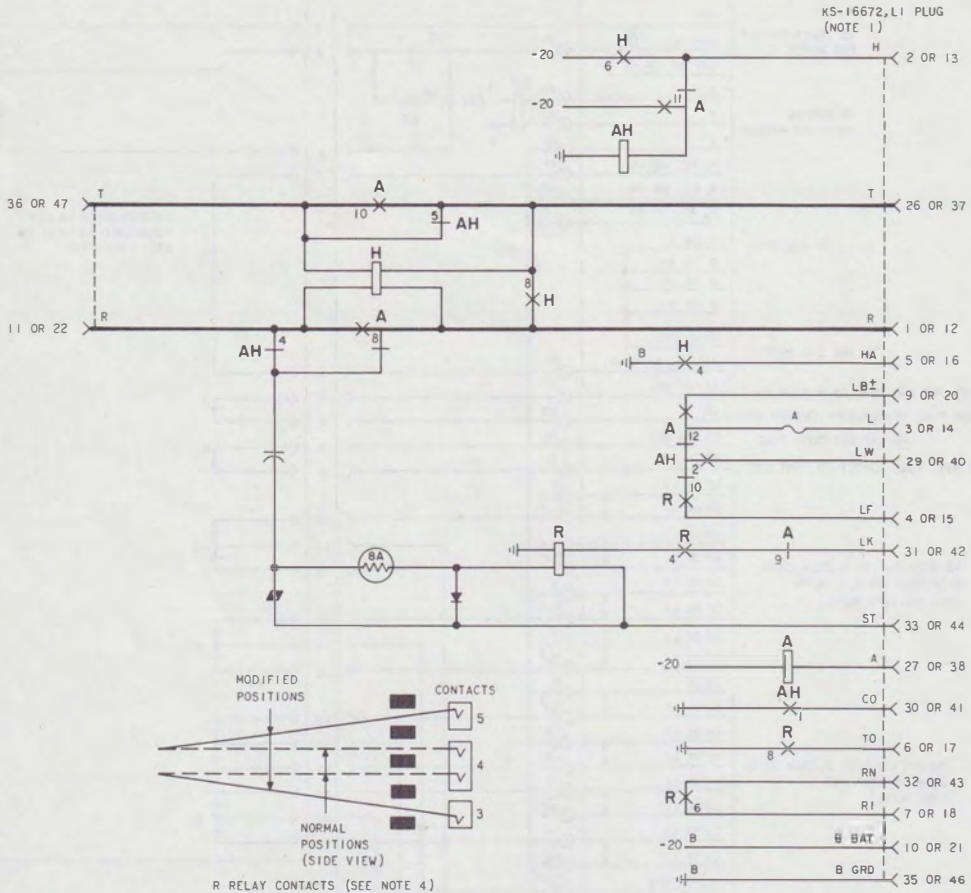 KS-16672,L1 PLUG
(NOTE 1)
-20 H 6 H 2 OR 13
-20 11 A
AH
36 OR 47 T A 10 5 AH T 26 OR 37
H
8 H
11 OR 22 R A R 1 OR 12
AH 4 8
B H 4 HA 5 OR 16
LB± 9 OR 20
A 12 A L 3 OR 14
AH 2 LW 29 OR 40
R 10 LF 4 OR 15
R R 4 A 9 LK 31 OR 42
8A
ST 33 OR 44
-20 A A 27 OR 38
AH 1 CO 30 OR 41
R 8 TO 6 OR 17
RN 32 OR 43
R 6 R1 7 OR 18
-20 B B BAT 10 OR 21
B B GRD 35 OR 46
MODIFIED
POSITIONS
CONTACTS
5
4
3
NORMAL
POSITIONS
(SIDE VIEW)
R RELAY CONTACTS (SEE NOTE 4)